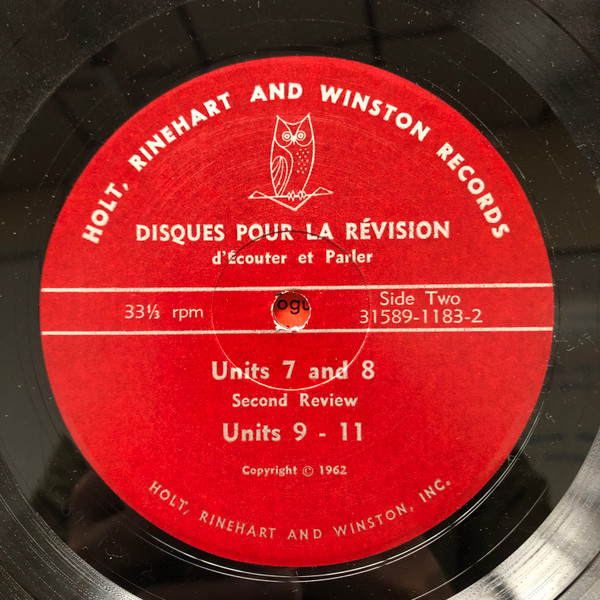 HOLT, RINEHART AND WINSTON RECORDS
DISQUES POUR LA RÉVISION
d'Écouter et Parler
33⅓ rpm
Side Two
31589-1183-2
Units 7 and 8
Second Review
Units 9 - 11
Copyright © 1962
HOLT, RINEHART AND WINSTON, INC.